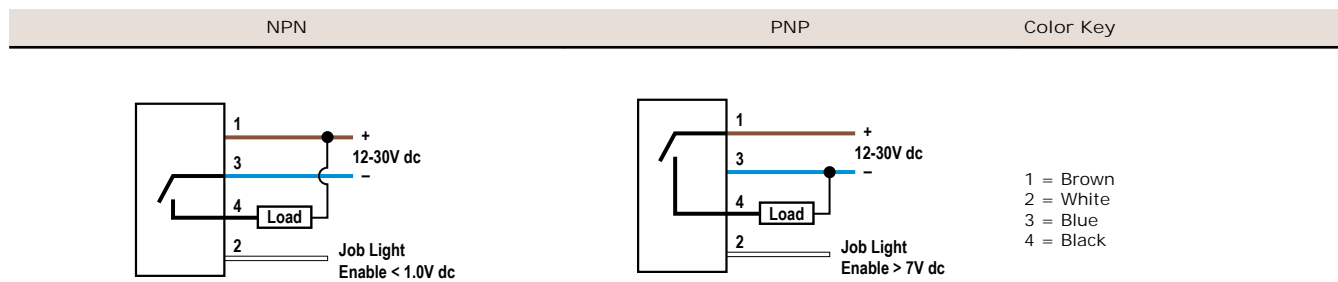 NPN PNP Color Key
1
+
12-30V dc
3
–
4
Load
2
Job Light
Enable < 1.0V dc
1
+
12-30V dc
3
–
4
Load
2
Job Light
Enable > 7V dc
1 = Brown
2 = White
3 = Blue
4 = Black